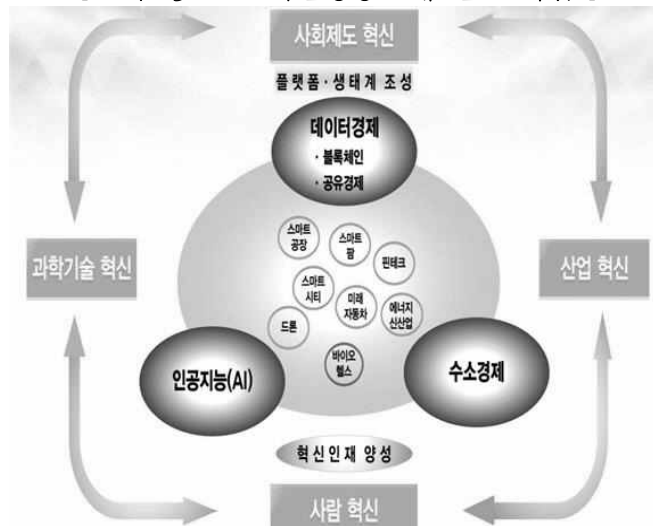 사회제도 혁신
플랫폼·생태계 조성
데이터경제
· 블록체인
· 공유경제
스마트
공장
스마트
팜
핀테크
과학기술 혁신
산업 혁신
스마트
시티
미래
자동차
에너지
신산업
드론
바이오
헬스
인공지능(AI)
수소경제
혁신인재 양성
사람 혁신